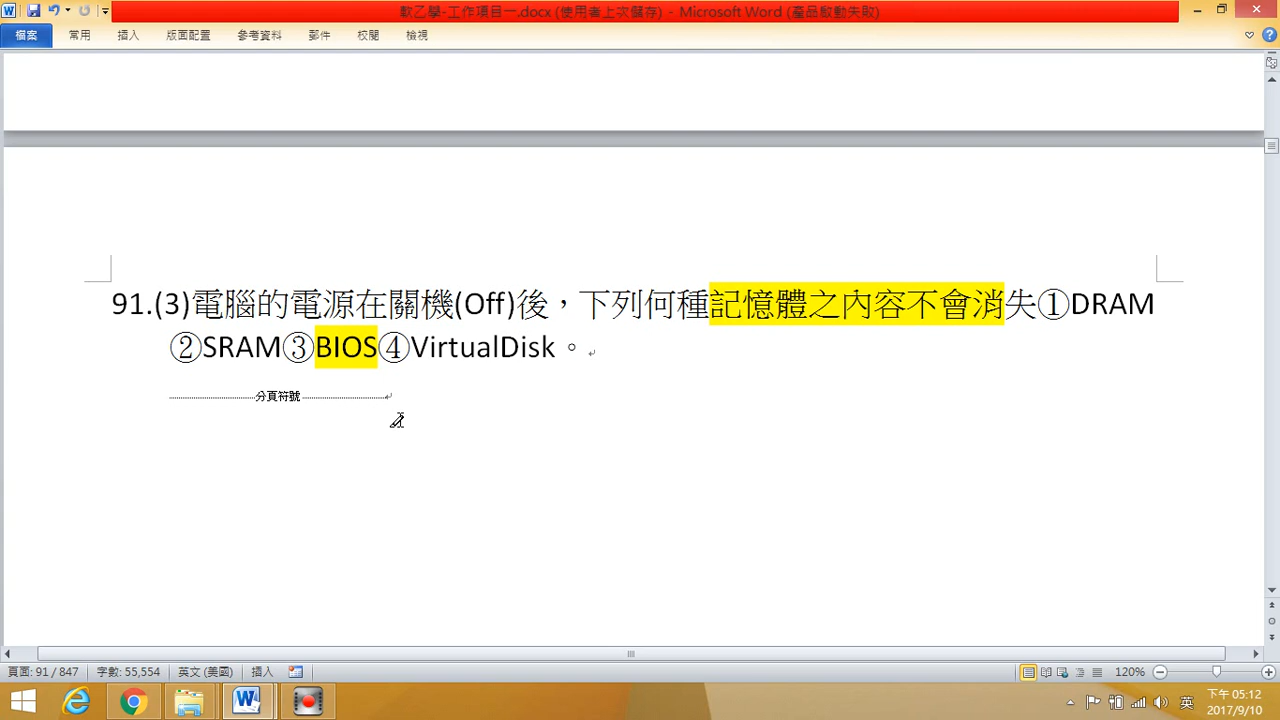 軟乙學-工作項目一.docx (使用者上次儲存) - Microsoft Word (產品啟動失敗)
檔案 常用 插入 版面配置 參考資料 郵件 校閱 檢視
91.(3)電腦的電源在關機(Off)後，下列何種記憶體之內容不會消失①DRAM
②SRAM③BIOS④VirtualDisk。
分頁符號
頁面: 91 / 847 字數: 55,554 英文 (美國) 插入 120%
英 下午 05:12
2017/9/10